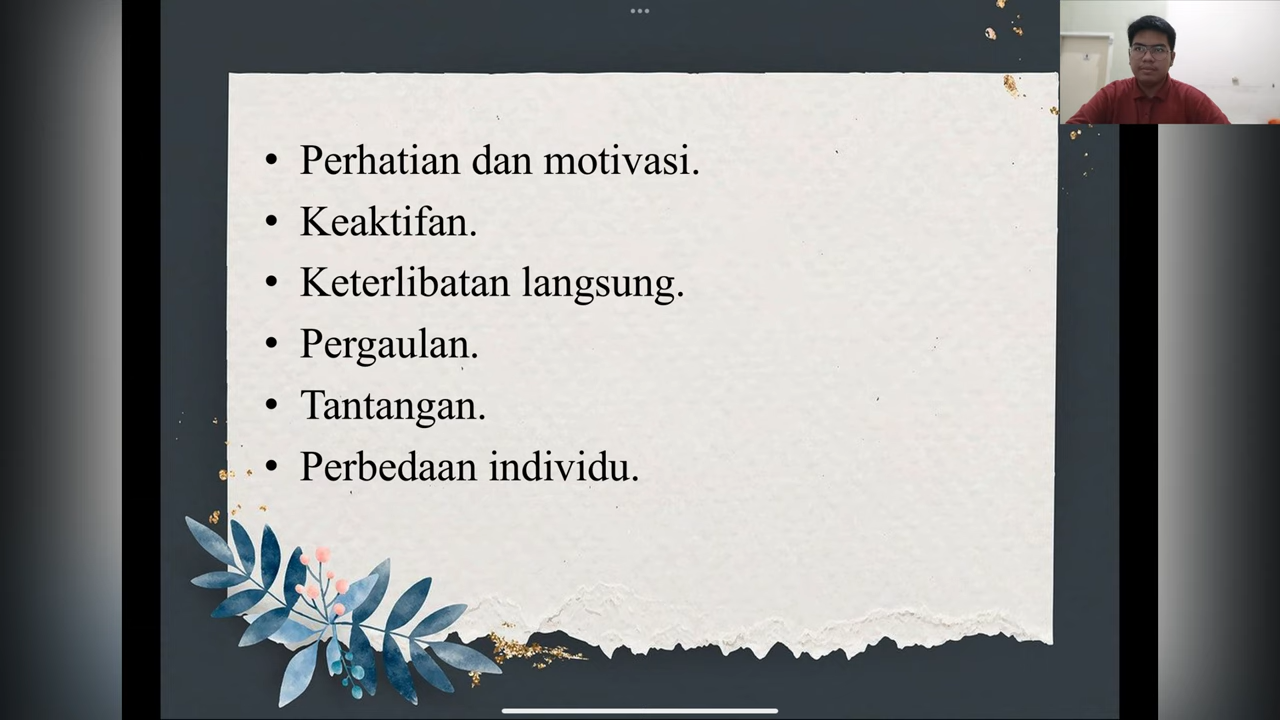 • Perhatian dan motivasi.
• Keaktifan.
• Keterlibatan langsung.
• Pergaulan.
• Tantangan.
• Perbedaan individu.